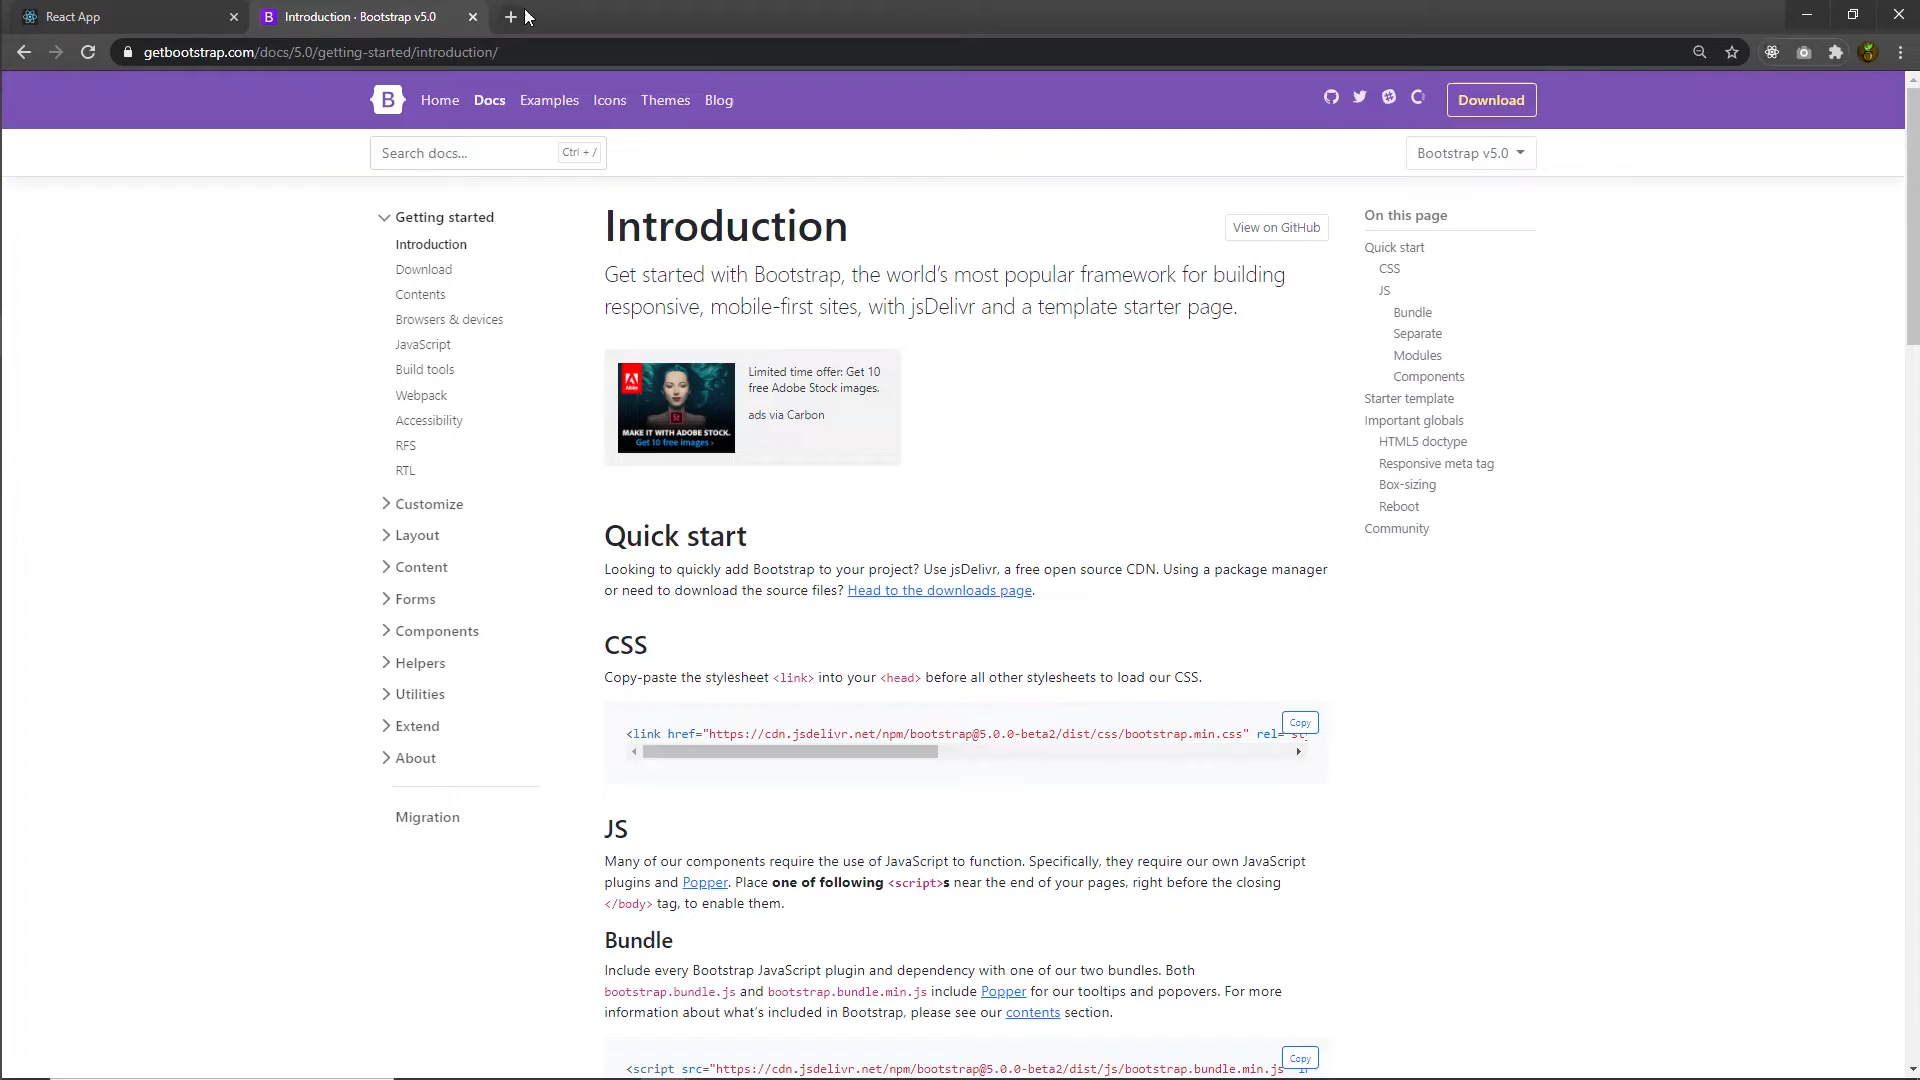 React App
Introduction · Bootstrap v5.0
getbootstrap.com/docs/5.0/getting-started/introduction/
B Home Docs Examples Icons Themes Blog
Download
Search docs...
Ctrl + /
Bootstrap v5.0
Getting started
Introduction
Download
Contents
Browsers & devices
JavaScript
Build tools
Webpack
Accessibility
RFS
RTL
Customize
Layout
Content
Forms
Components
Helpers
Utilities
Extend
About
Migration
Introduction
View on GitHub
Get started with Bootstrap, the world's most popular framework for building
responsive, mobile-first sites, with jsDelivr and a template starter page.
Adobe
St
MAKE IT WITH ADOBE STOCK.
Get 10 free images ›
Limited time offer: Get 10
free Adobe Stock images.
ads via Carbon
Quick start
Looking to quickly add Bootstrap to your project? Use jsDelivr, a free open source CDN. Using a package manager
or need to download the source files? Head to the downloads page.
CSS
Copy-paste the stylesheet <link> into your <head> before all other stylesheets to load our CSS.
Copy
<link href="https://cdn.jsdelivr.net/npm/bootstrap@5.0.0-beta2/dist/css/bootstrap.min.css" rel="st
JS
Many of our components require the use of JavaScript to function. Specifically, they require our own JavaScript
plugins and Popper. Place one of following <script>s near the end of your pages, right before the closing
</body> tag, to enable them.
Bundle
Include every Bootstrap JavaScript plugin and dependency with one of our two bundles. Both
bootstrap.bundle.js and bootstrap.bundle.min.js include Popper for our tooltips and popovers. For more
information about what's included in Bootstrap, please see our contents section.
Copy
<script src="https://cdn.jsdelivr.net/npm/bootstrap@5.0.0-beta2/dist/js/bootstrap.bundle.min.js
On this page
Quick start
CSS
JS
Bundle
Separate
Modules
Components
Starter template
Important globals
HTML5 doctype
Responsive meta tag
Box-sizing
Reboot
Community